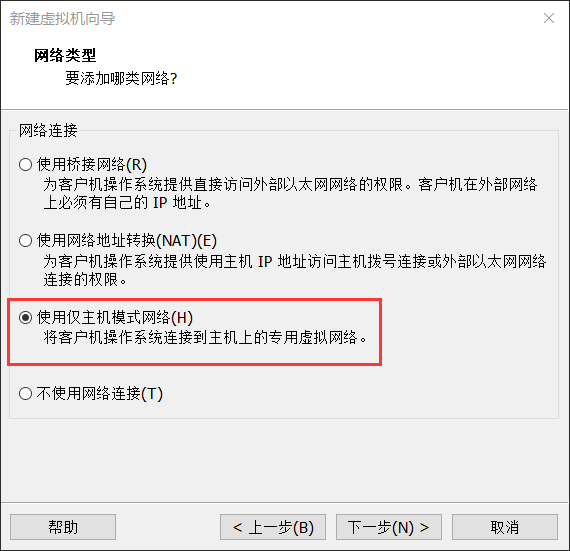 新建虚拟机向导
网络类型
要添加哪类网络?
网络连接
使用桥接网络(R)
为客户机操作系统提供直接访问外部以太网网络的权限。客户机在外部网络
上必须有自己的 IP 地址。
使用网络地址转换(NAT)(E)
为客户机操作系统提供使用主机 IP 地址访问主机拨号连接或外部以太网网络
连接的权限。
使用仅主机模式网络(H)
将客户机操作系统连接到主机上的专用虚拟网络。
不使用网络连接(T)
帮助
< 上一步(B)
下一步(N) >
取消